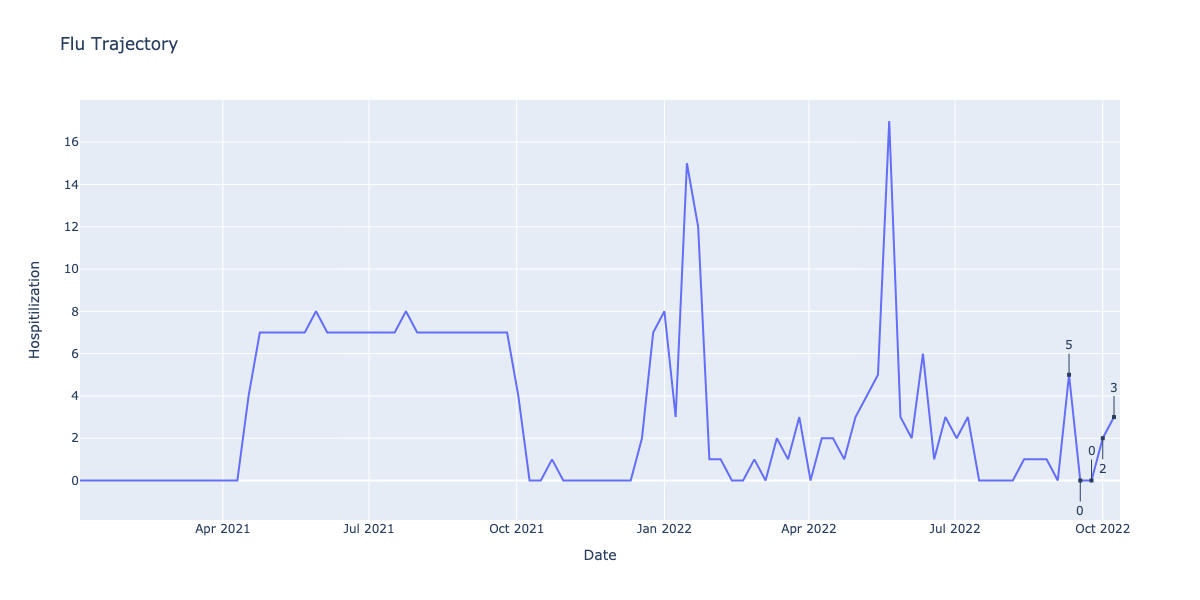 Flu Trajectory
Hospitilization
16
14
12
10
8
6
4
2
0
5
3
0
2
0
Apr 2021
Jul 2021
Oct 2021
Jan 2022
Apr 2022
Jul 2022
Oct 2022
Date